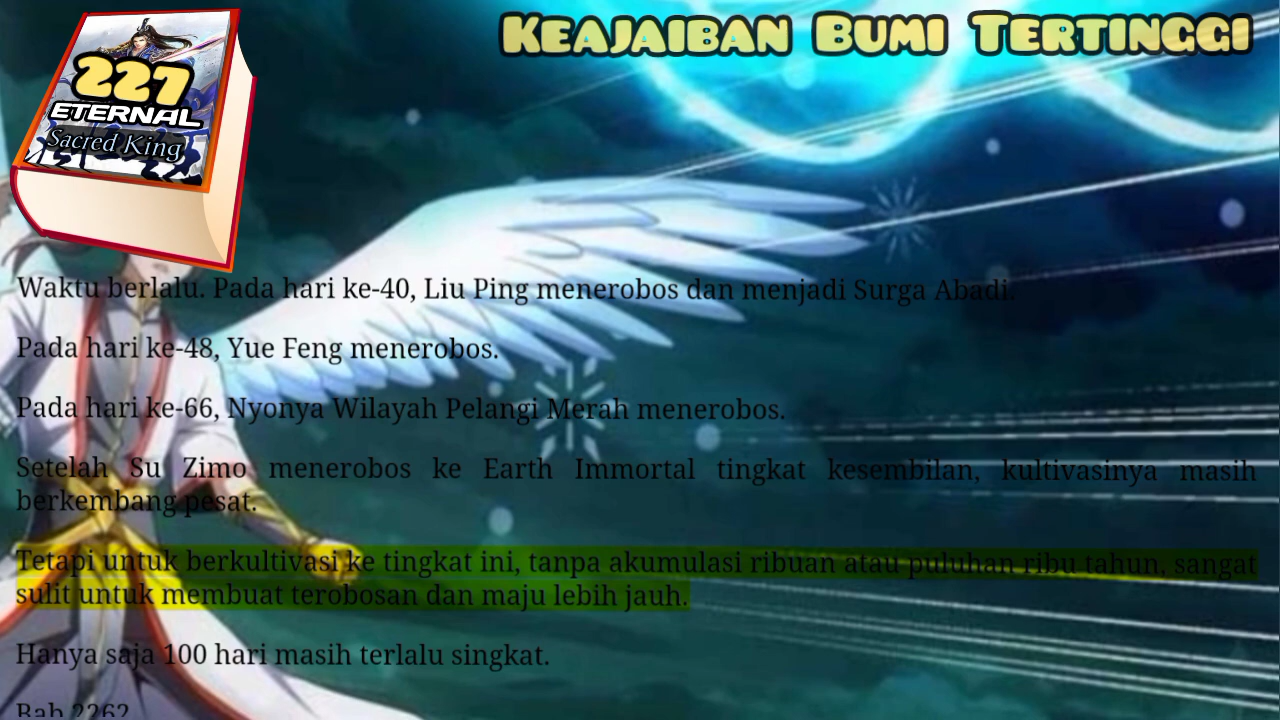 KEAJAIBAN BUMI TERTINGGI
227
ETERNAL
Sacred King
Waktu berlalu. Pada hari ke-40, Liu Ping menerobos dan menjadi Surga Abadi.
Pada hari ke-48, Yue Feng menerobos.
Pada hari ke-66, Nyonya Wilayah Pelangi Merah menerobos.
Setelah Su Zimo menerobos ke Earth Immortal tingkat kesembilan, kultivasinya masih
berkembang pesat.
Tetapi untuk berkultivasi ke tingkat ini, tanpa akumulasi ribuan atau puluhan ribu tahun, sangat
sulit untuk membuat terobosan dan maju lebih jauh.
Hanya saja 100 hari masih terlalu singkat.
Bab 2262